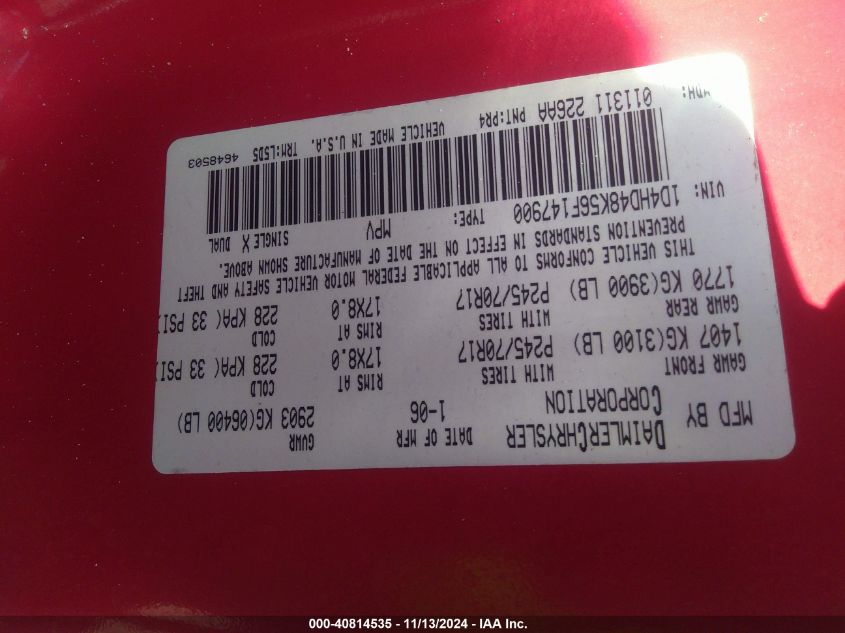 MFD BY DAIMLERCHRYSLER CORPORATION DATE OF MFR 1-06 GVWR 2903 KG(06400 LB)
GAWR FRONT WITH TIRES RIMS AT COLD
1407 KG(3100 LB) P245/70R17 17X8.0 228 KPA( 33 PSI)
GAWR REAR WITH TIRES RIMS AT COLD
1770 KG(3900 LB) P245/70R17 17X8.0 228 KPA( 33 PSI)
THIS VEHICLE CONFORMS TO ALL APPLICABLE FEDERAL MOTOR VEHICLE SAFETY AND THEFT
PREVENTION STANDARDS IN EFFECT ON THE DATE OF MANUFACTURE SHOWN ABOVE.
VIN: 1D4HD48K56F147900 TYPE: MPV SINGLE X DUAL
MDH: 011311 226AA PNT:PR4 VEHICLE MADE IN U.S.A. TRM:L5D5 4648503
000-40814535 - 11/13/2024 - IAA Inc.